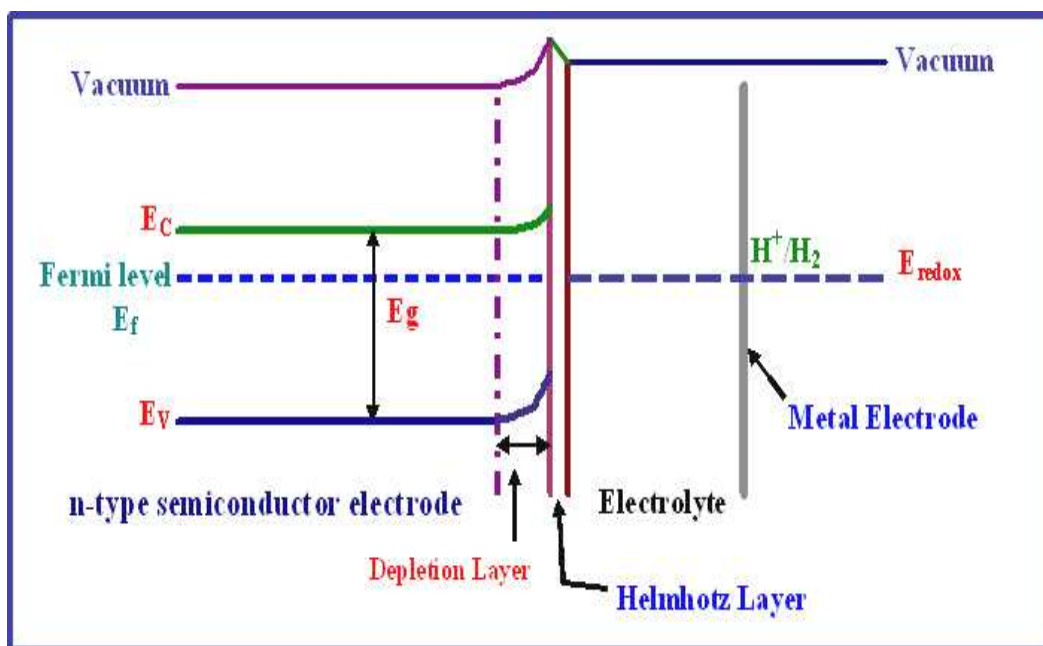 Vacuum
Vacuum
E_C
H⁺/H₂
Fermi level
E_redox
E_f
Eg
E_V
Metal Electrode
n-type semiconductor electrode
Electrolyte
Depletion Layer
Helmhotz Layer